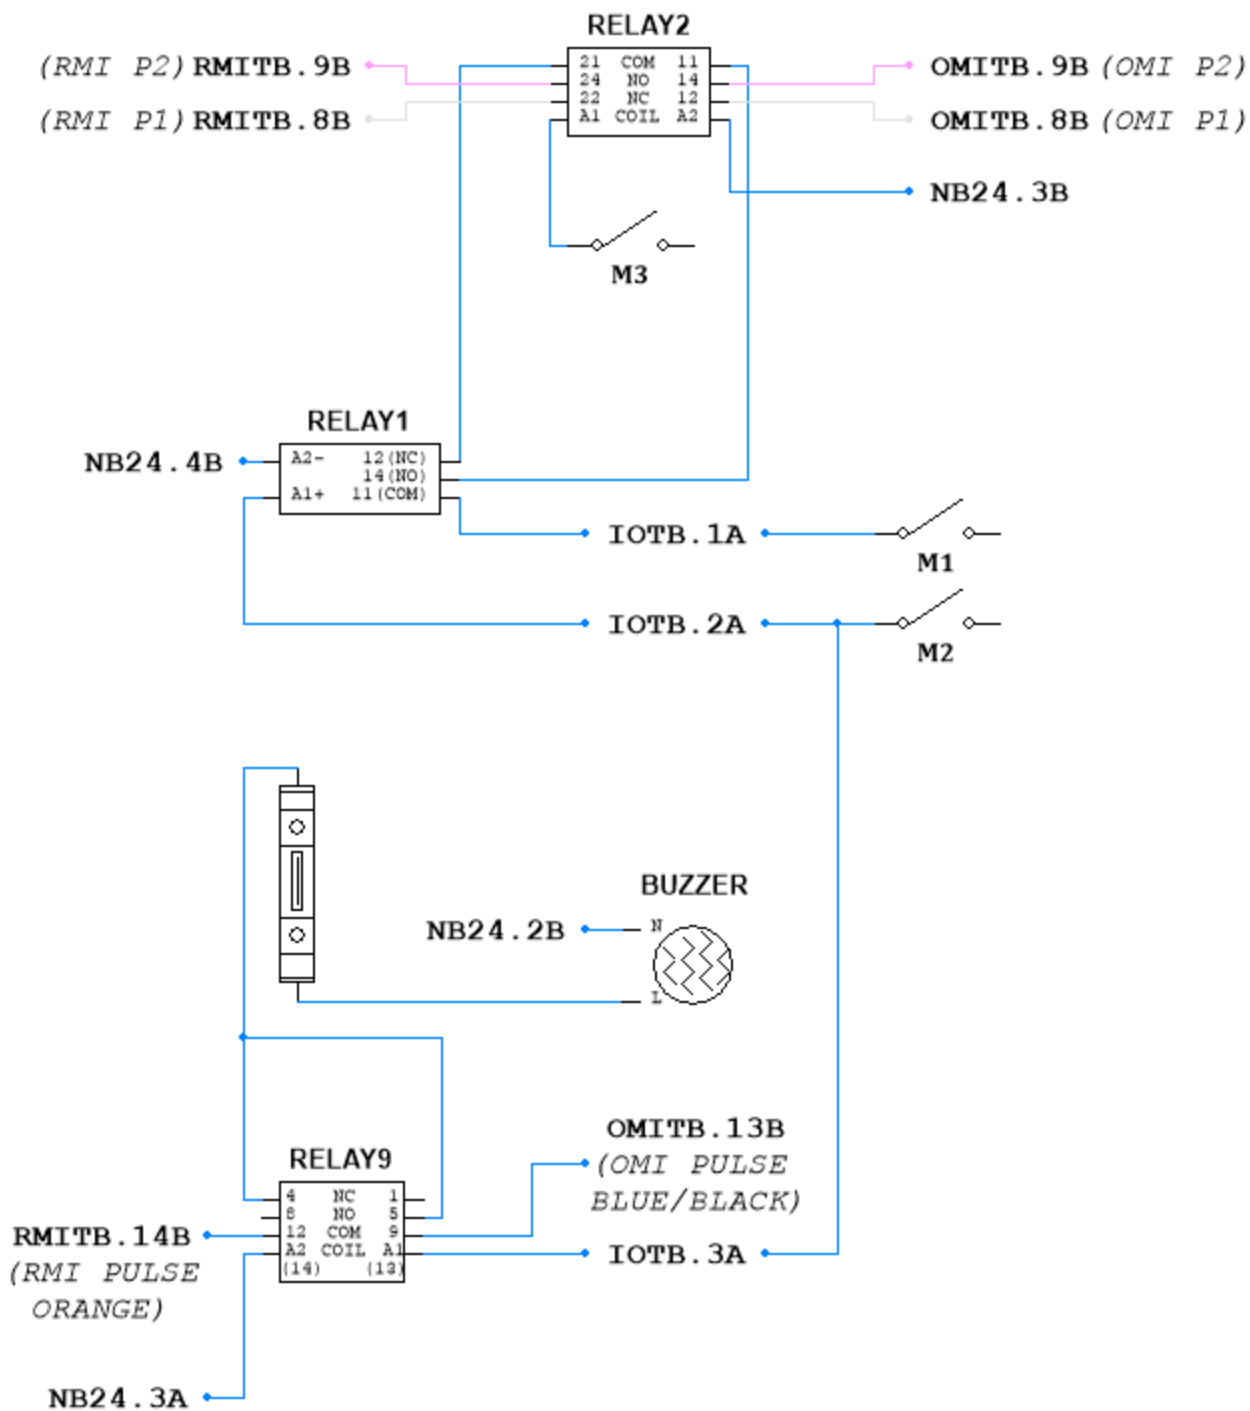 RELAY2
(RMI P2) RMITB.9B
21 COM 11
24 NO 14
22 NC 12
A1 COIL A2
OMITB.9B (OMI P2)
(RMI P1) RMITB.8B
OMITB.8B (OMI P1)
NB24.3B
M3
RELAY1
NB24.4B
A2- 12(NC)
14(NO)
A1+ 11(COM)
IOTB.1A
M1
IOTB.2A
M2
BUZZER
NB24.2B
N
L
OMITB.13B
(OMI PULSE
BLUE/BLACK)
RELAY9
4 NC 1
8 NO 5
12 COM 9
A2 COIL A1
(14) (13)
RMITB.14B
(RMI PULSE
ORANGE)
IOTB.3A
NB24.3A